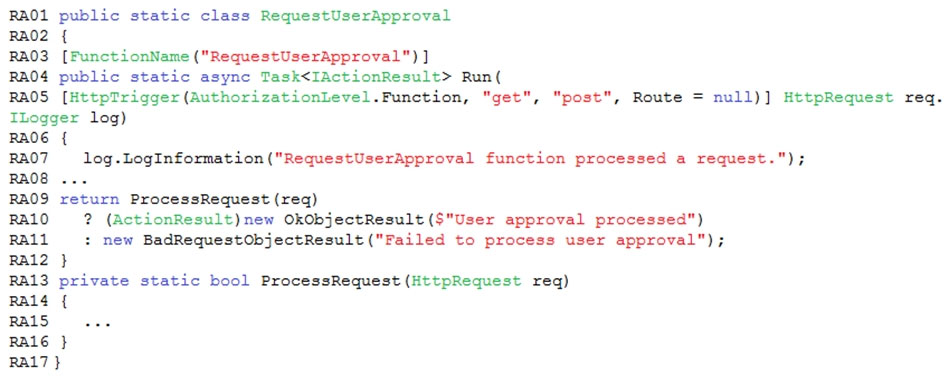 RA01 public static class RequestUserApproval
RA02 {
RA03 [FunctionName("RequestUserApproval")]
RA04 public static async Task<IActionResult> Run(
RA05 [HttpTrigger(AuthorizationLevel.Function, "get", "post", Route = null)] HttpRequest req.
ILogger log)
RA06 {
RA07   log.LogInformation("RequestUserApproval function processed a request.");
RA08 ...
RA09 return ProcessRequest(req)
RA10   ? (ActionResult)new OkObjectResult($"User approval processed")
RA11   : new BadRequestObjectResult("Failed to process user approval");
RA12 }
RA13 private static bool ProcessRequest(HttpRequest req)
RA14 {
RA15   ...
RA16 }
RA17 }